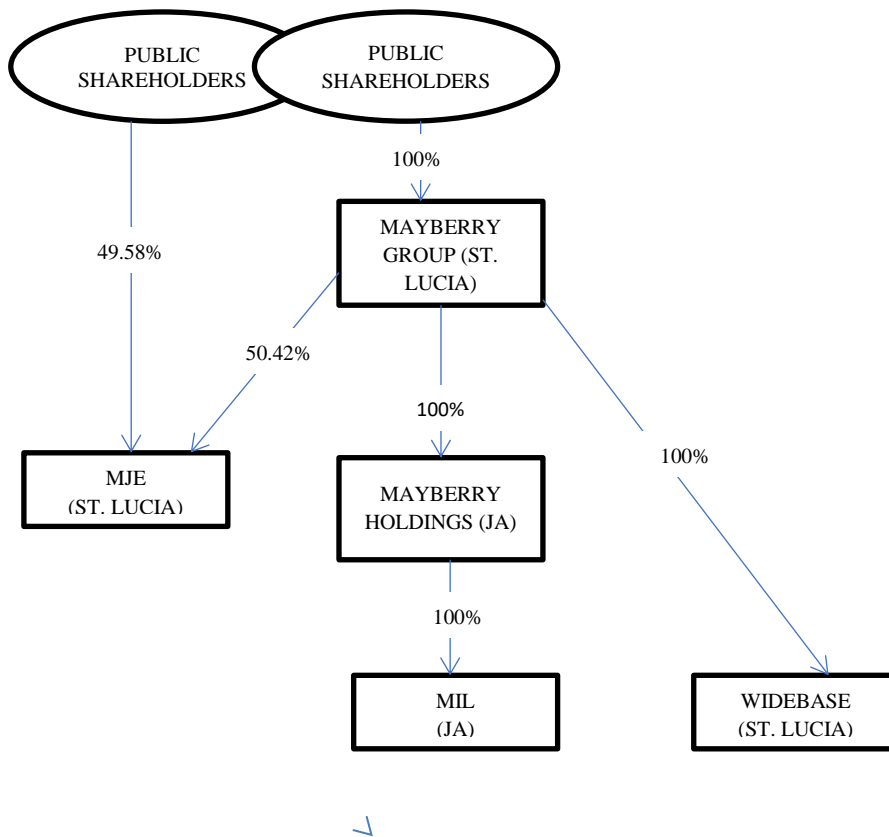 PUBLIC
SHAREHOLDERS
PUBLIC
SHAREHOLDERS
100%
MAYBERRY
GROUP (ST.
LUCIA)
49.58%
50.42%
100%
100%
MJE
(ST. LUCIA)
MAYBERRY
HOLDINGS (JA)
100%
MIL
(JA)
WIDEBASE
(ST. LUCIA)